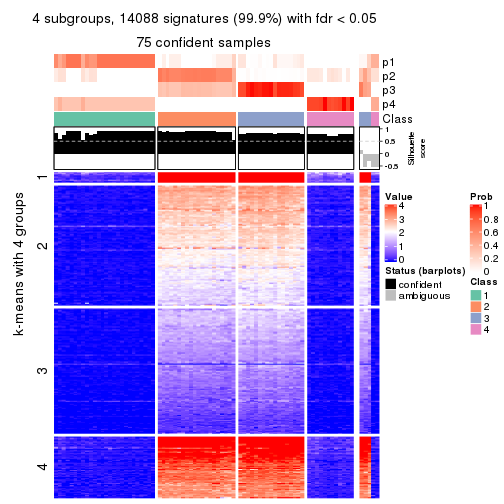 4 subgroups, 14088 signatures (99.9%) with fdr < 0.05
75 confident samples
p1
p2
p3
p4
Class
1
0.5
0
-0.5
Silhouette
score
k-means with 4 groups
1
2
3
4
Value
4
3
2
1
0
Status (barplots)
confident
ambiguous
Prob
1
0.8
0.6
0.4
0.2
0
Class
1
2
3
4